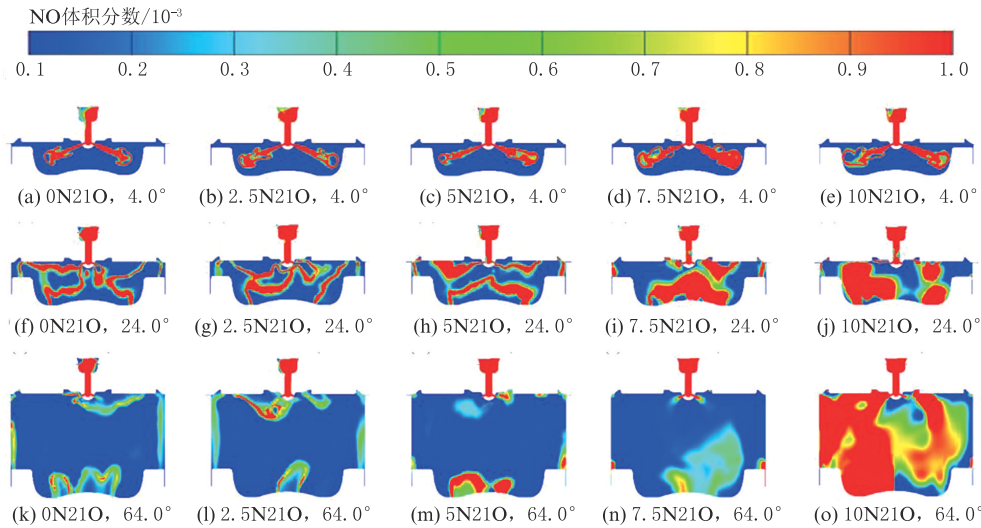 NO体积分数/10⁻³
0.1 0.2 0.3 0.4 0.5 0.6 0.7 0.8 0.9 1.0
(a) 0N21O，4.0° (b) 2.5N21O，4.0° (c) 5N21O，4.0° (d) 7.5N21O，4.0° (e) 10N21O，4.0°
(f) 0N21O，24.0° (g) 2.5N21O，24.0° (h) 5N21O，24.0° (i) 7.5N21O，24.0° (j) 10N21O，24.0°
(k) 0N21O，64.0° (l) 2.5N21O，64.0° (m) 5N21O，64.0° (n) 7.5N21O，64.0° (o) 10N21O，64.0°